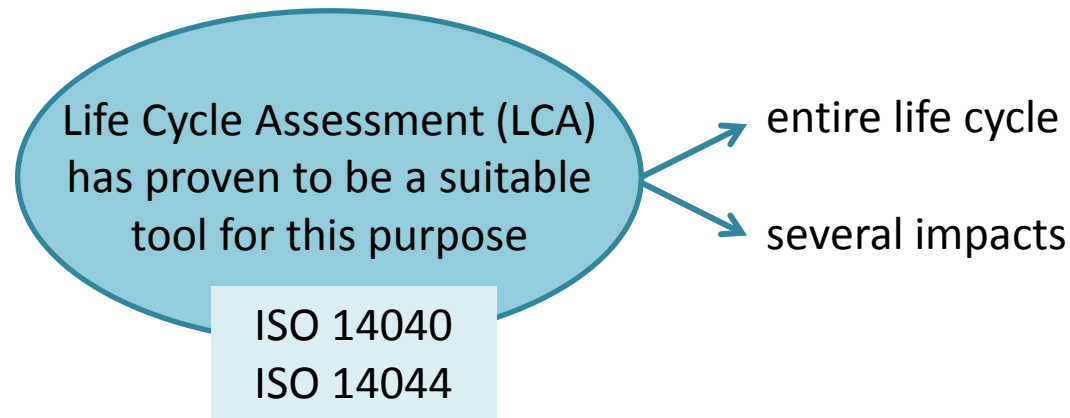 Life Cycle Assessment (LCA)
has proven to be a suitable
tool for this purpose
entire life cycle
several impacts
ISO 14040
ISO 14044